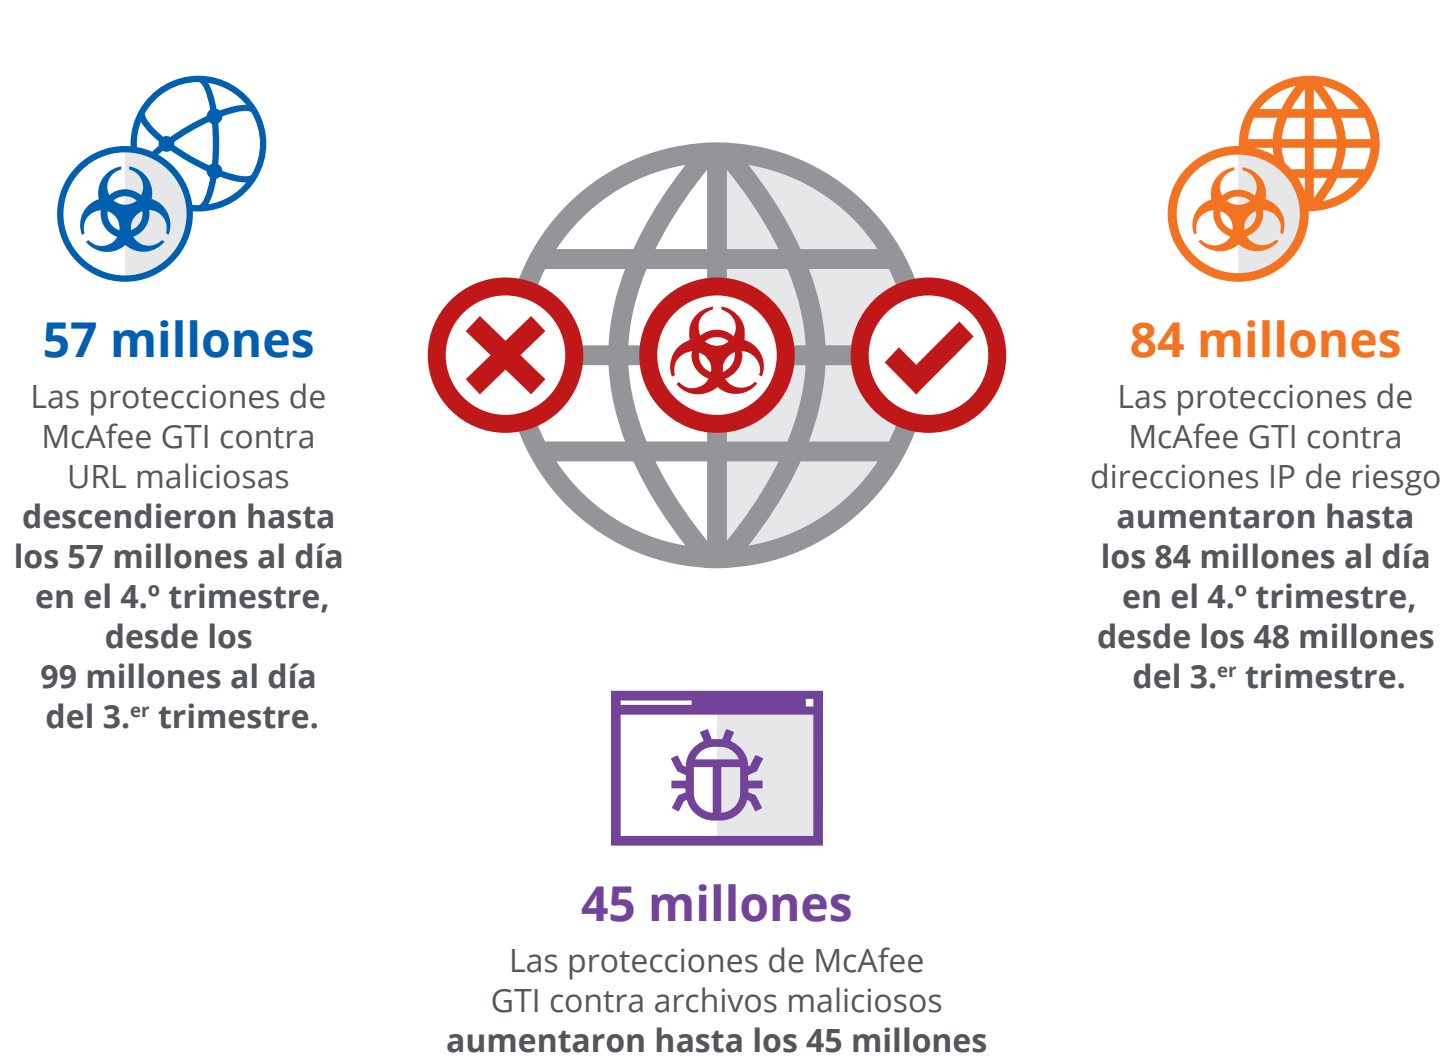 57 millones
Las protecciones de
McAfee GTI contra
URL maliciosas
descendieron hasta
los 57 millones al día
en el 4.º trimestre,
desde los
99 millones al día
del 3.er trimestre.
84 millones
Las protecciones de
McAfee GTI contra
direcciones IP de riesgo
aumentaron hasta
los 84 millones al día
en el 4.º trimestre,
desde los 48 millones
del 3.er trimestre.
45 millones
Las protecciones de McAfee
GTI contra archivos maliciosos
aumentaron hasta los 45 millones